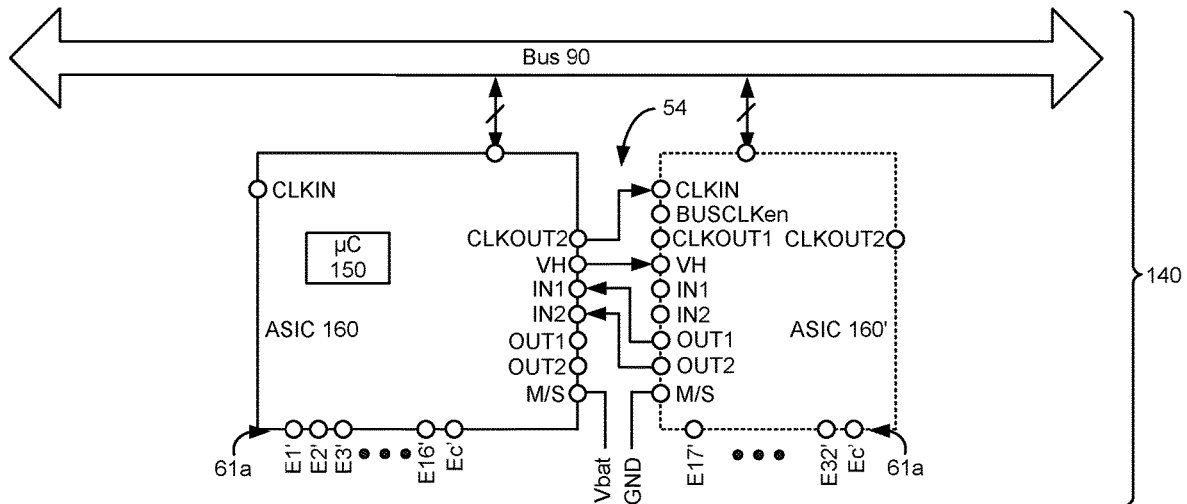 Bus 90
54
CLKIN
CLKIN
BUSCLKen
CLKOUT2
CLKOUT1
CLKOUT2
µC
150
VH
VH
140
IN1
IN1
IN2
IN2
ASIC 160
ASIC 160'
OUT1
OUT1
OUT2
OUT2
M/S
M/S
61a
E1'
E2'
E3'
E16'
Ec'
Vbat
GND
E17'
E32'
Ec'
61a